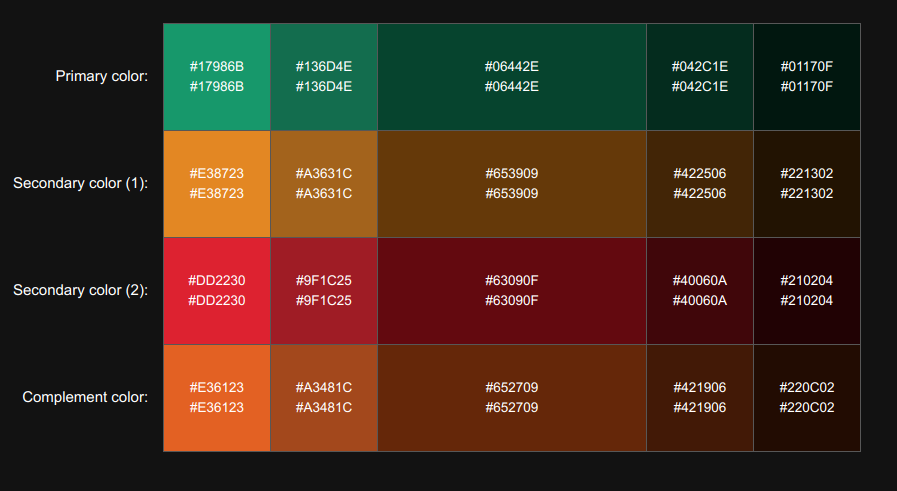 Primary color:
#17986B #136D4E #06442E #042C1E #01170F
#17986B #136D4E #06442E #042C1E #01170F
Secondary color (1):
#E38723 #A3631C #653909 #422506 #221302
#E38723 #A3631C #653909 #422506 #221302
Secondary color (2):
#DD2230 #9F1C25 #63090F #40060A #210204
#DD2230 #9F1C25 #63090F #40060A #210204
Complement color:
#E36123 #A3481C #652709 #421906 #220C02
#E36123 #A3481C #652709 #421906 #220C02